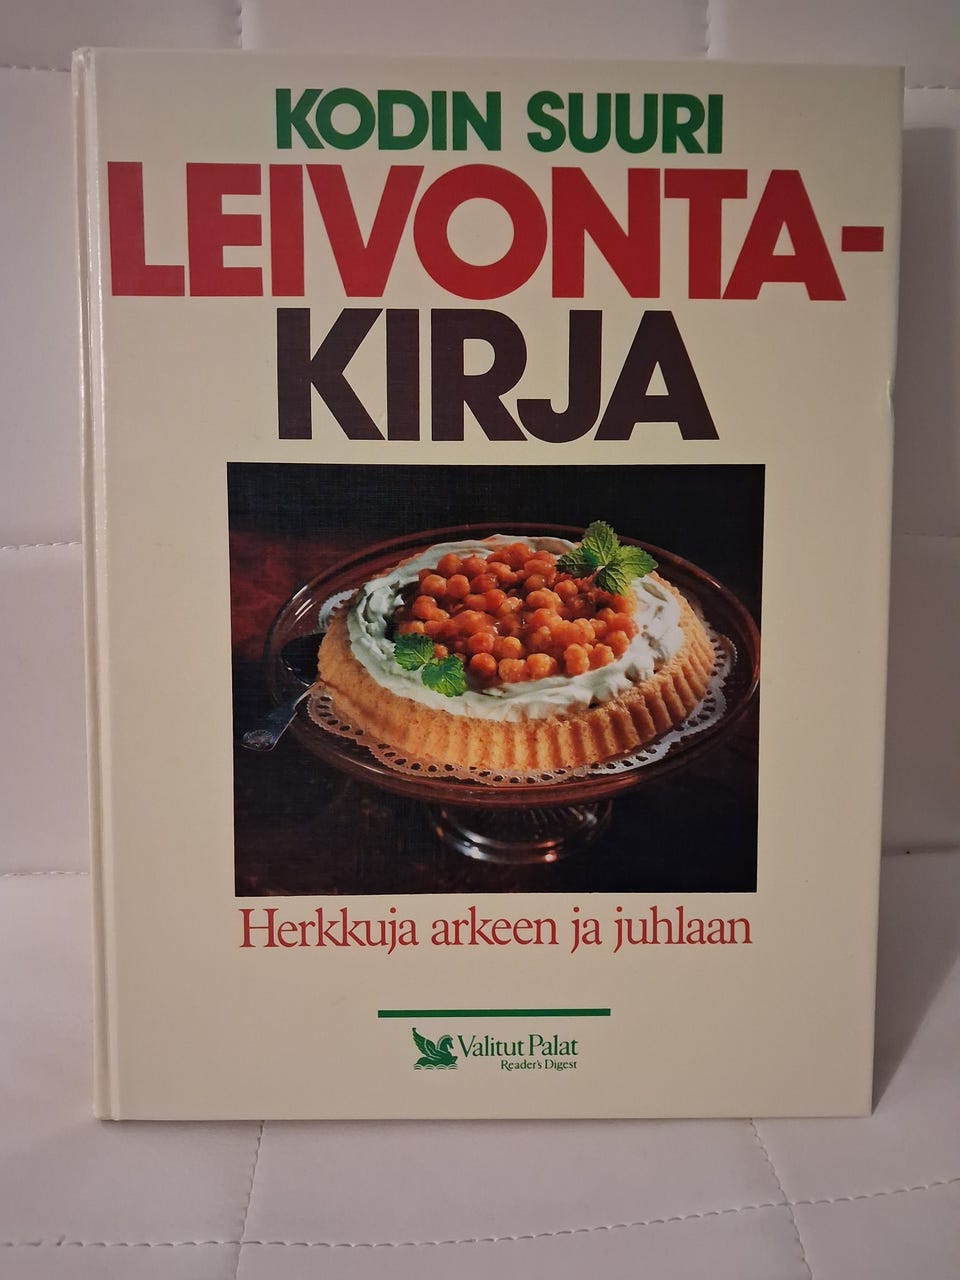 KODIN SUURI
LEIVONTA-
KIRJA
Herkkuja arkeen ja juhlaan
Valitut Palat
Reader's Digest